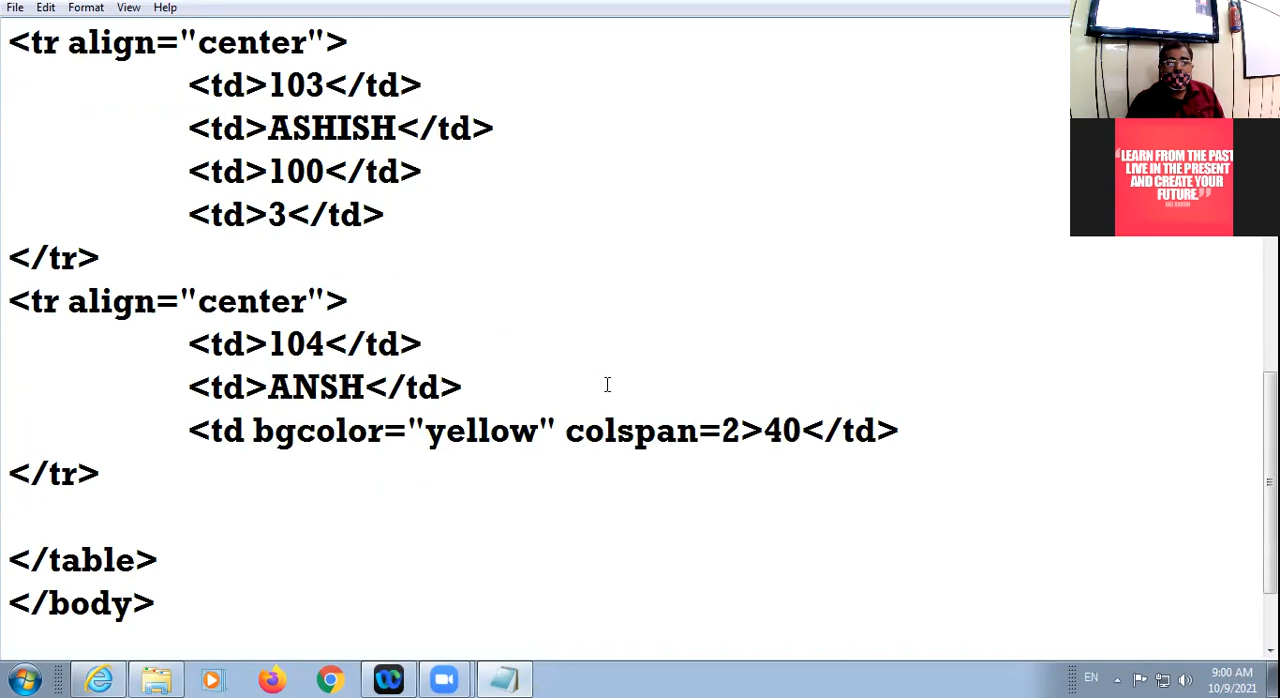 File Edit Format View Help
<tr align="center">
<td>103</td>
<td>ASHISH</td>
<td>100</td>
<td>3</td>
</tr>
<tr align="center">
<td>104</td>
<td>ANSH</td>
<td bgcolor="yellow" colspan=2>40</td>
</tr>
</table>
</body>
“LEARN FROM THE PAST
LIVE IN THE PRESENT
AND CREATE YOUR
FUTURE.”
EN
9:00 AM
10/9/2021